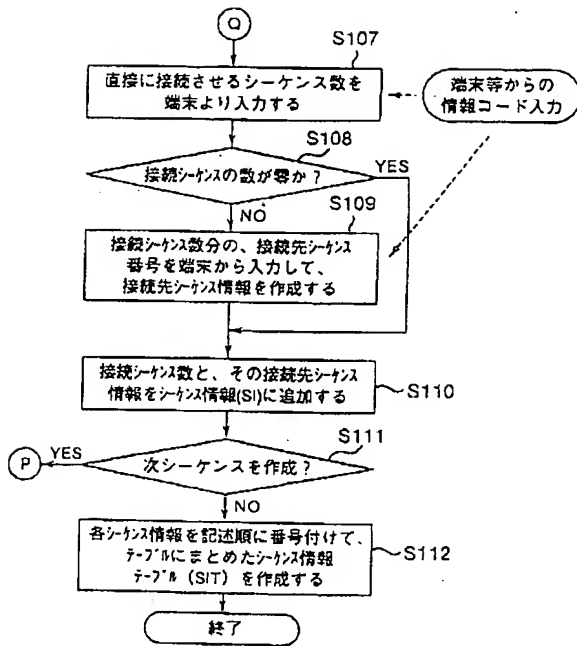 Q
S107
直接に接続させるシーケンス数を
端末より入力する
端末等からの
情報コード入力
S108
接続シーケンスの数が零か?
YES
NO
S109
接続シーケンス数分の、接続先シーケンス
番号を端末から入力して、
接続先シーケンス情報を作成する
接続シーケンス数と、その接続先シーケンス
情報をシーケンス情報(SI)に追加する
S110
S111
P
YES
次シーケンスを作成?
NO
各シーケンス情報を記述順に番号付けて、
テーブルにまとめたシーケンス情報
テーブル (SIT) を作成する
S112
終了